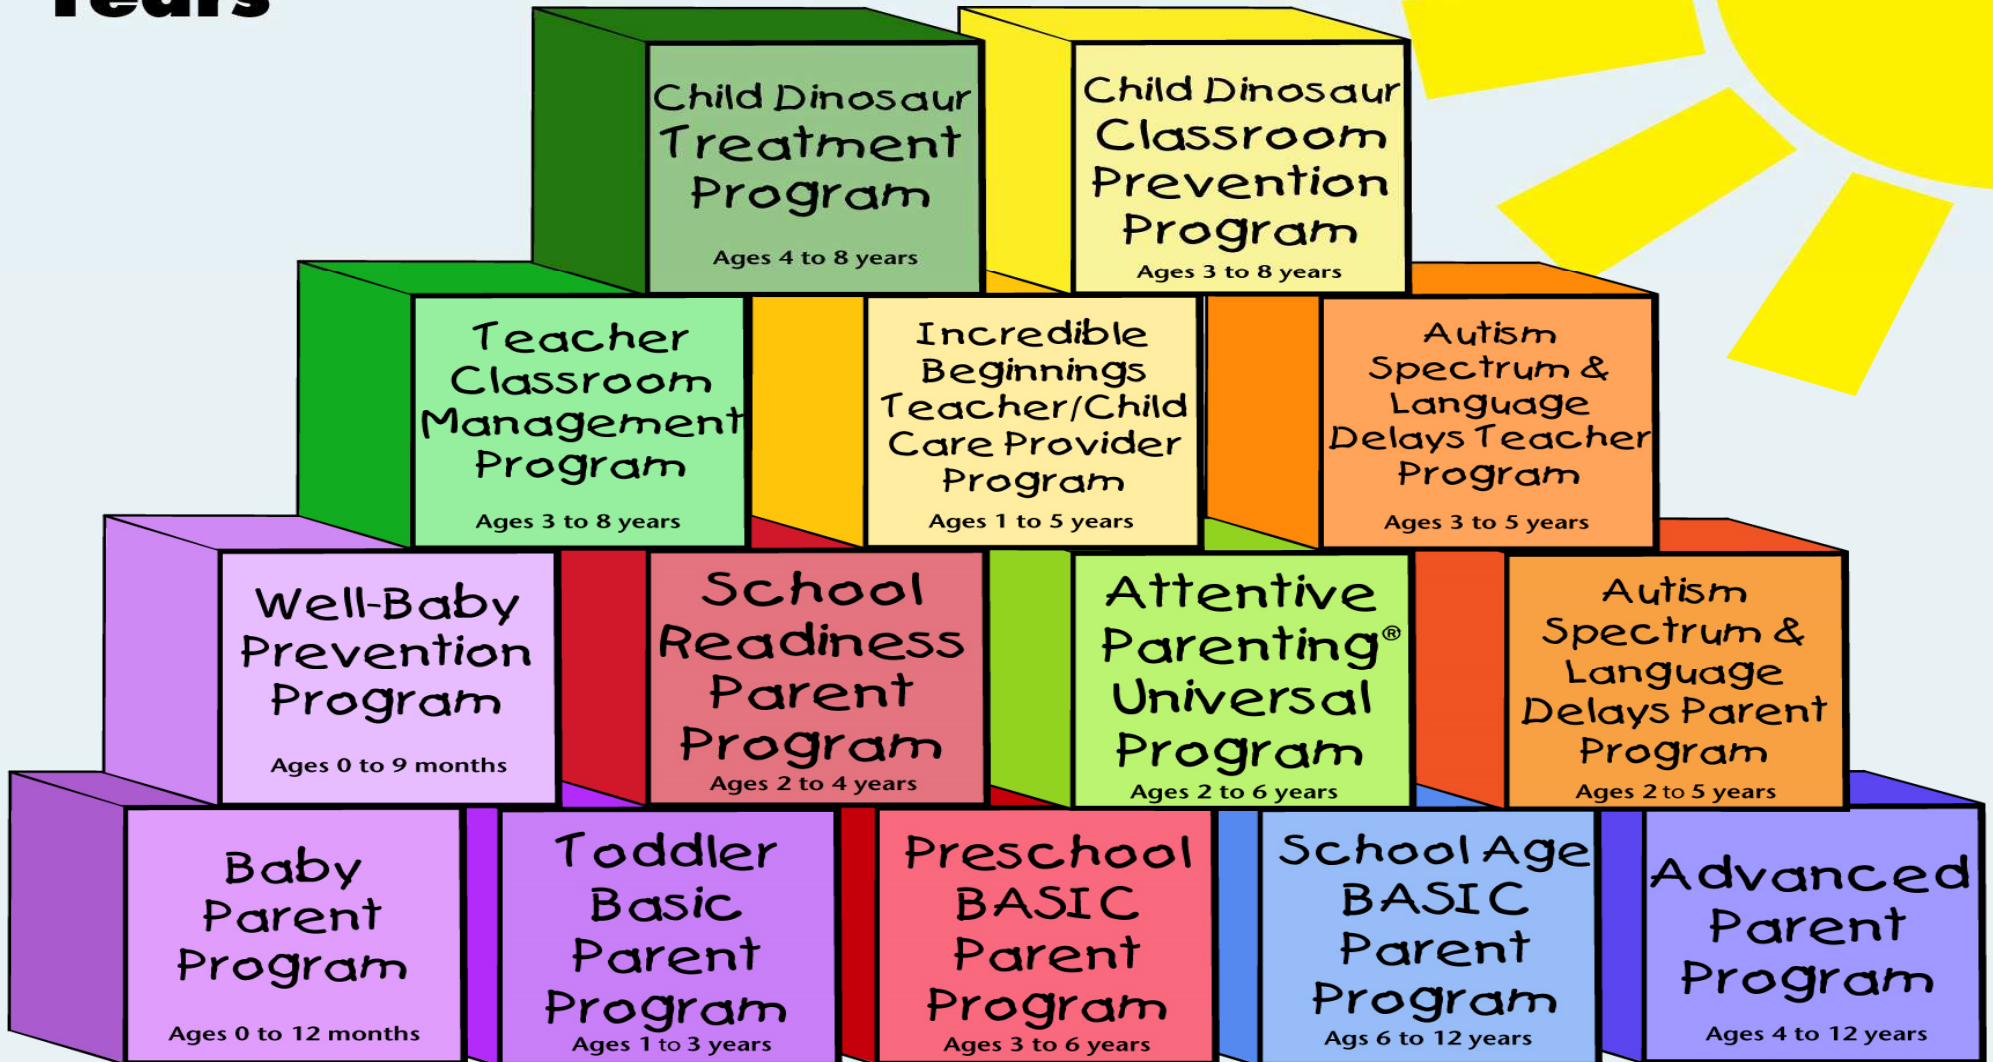 Years
Child Dinosaur
Treatment
Program
Ages 4 to 8 years
Child Dinosaur
Classroom
Prevention
Program
Ages 3 to 8 years
Teacher
Classroom
Management
Program
Ages 3 to 8 years
Incredible
Beginnings
Teacher/Child
Care Provider
Program
Ages 1 to 5 years
Autism
Spectrum &
Language
Delays Teacher
Program
Ages 3 to 5 years
Well-Baby
Prevention
Program
Ages 0 to 9 months
School
Readiness
Parent
Program
Ages 2 to 4 years
Attentive
Parenting®
Universal
Program
Ages 2 to 6 years
Autism
Spectrum &
Language
Delays Parent
Program
Ages 2 to 5 years
Baby
Parent
Program
Ages 0 to 12 months
Toddler
Basic
Parent
Program
Ages 1 to 3 years
Preschool
BASIC
Parent
Program
Ages 3 to 6 years
School Age
BASIC
Parent
Program
Ags 6 to 12 years
Advanced
Parent
Program
Ages 4 to 12 years